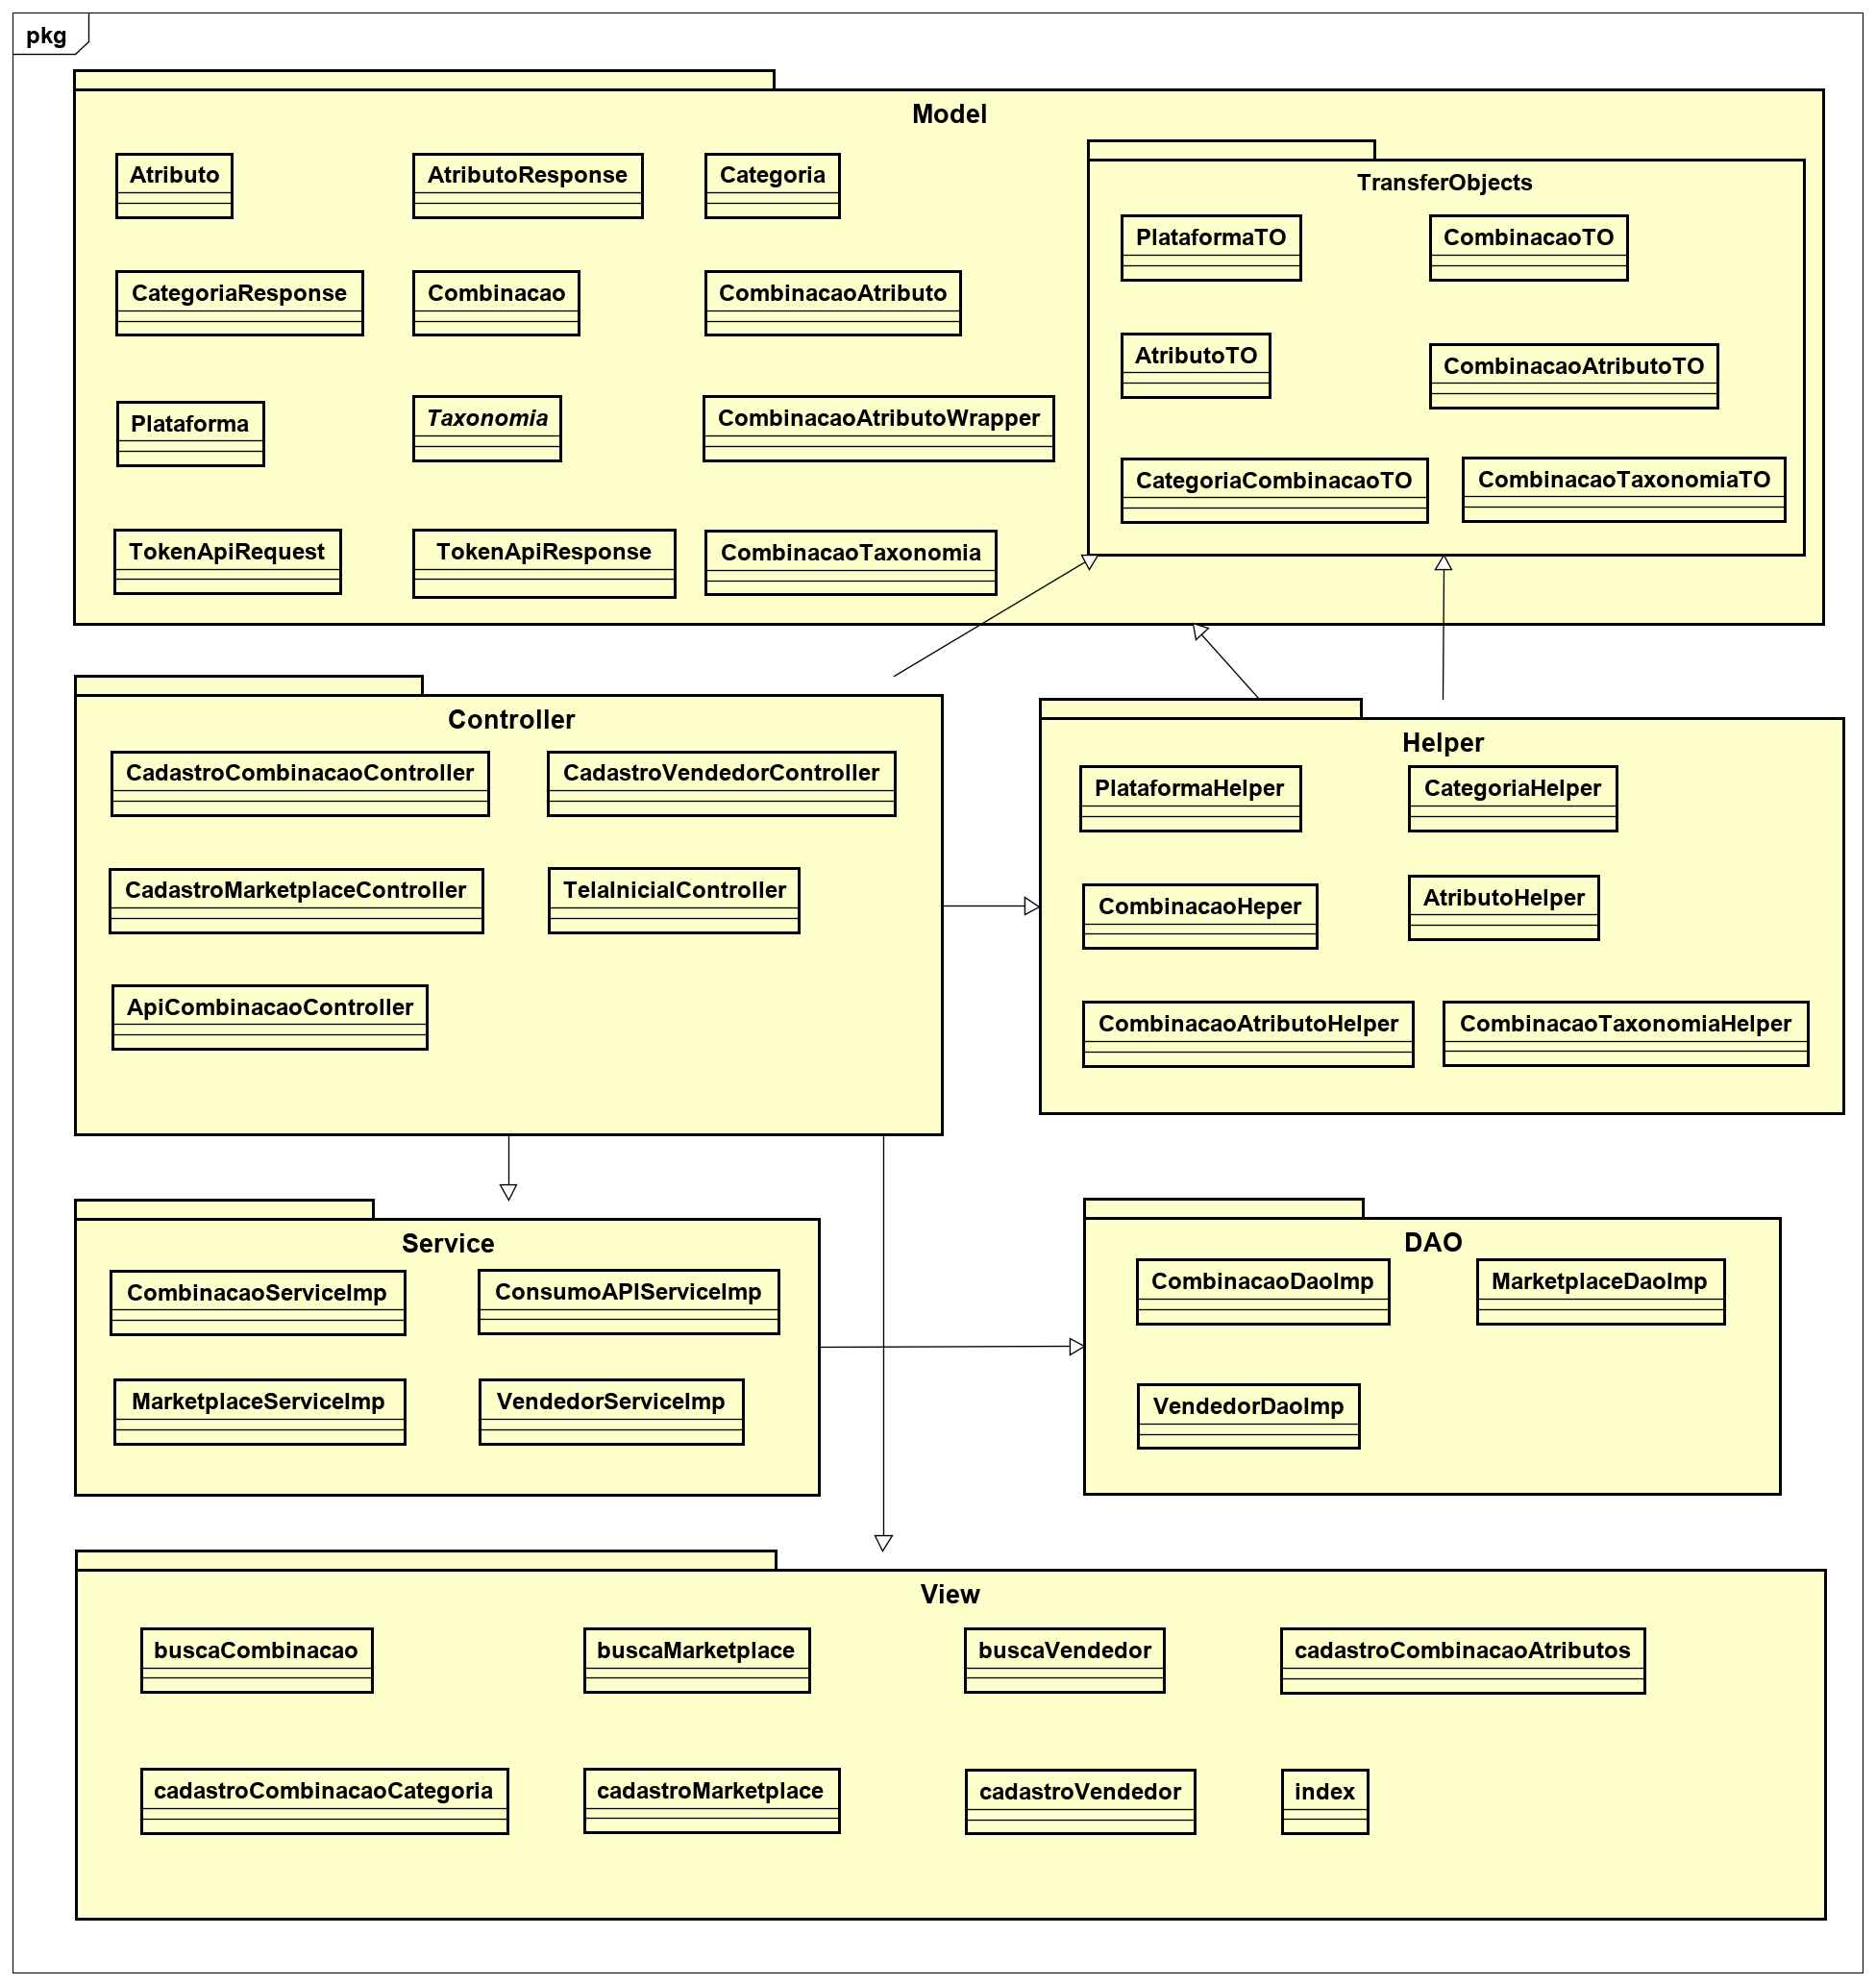 pkg
Model
Atributo
AtributoResponse
Categoria
CategoriaResponse
Combinacao
CombinacaoAtributo
Plataforma
Taxonomia
CombinacaoAtributoWrapper
TokenApiRequest
TokenApiResponse
CombinacaoTaxonomia
TransferObjects
PlataformaTO
CombinacaoTO
AtributoTO
CombinacaoAtributoTO
CategoriaCombinacaoTO
CombinacaoTaxonomiaTO
Controller
CadastroCombinacaoController
CadastroVendedorController
CadastroMarketplaceController
TelaInicialController
ApiCombinacaoController
Helper
PlataformaHelper
CategoriaHelper
CombinacaoHeper
AtributoHelper
CombinacaoAtributoHelper
CombinacaoTaxonomiaHelper
Service
CombinacaoServiceImp
ConsumoAPIServiceImp
MarketplaceServiceImp
VendedorServiceImp
DAO
CombinacaoDaoImp
MarketplaceDaoImp
VendedorDaoImp
View
buscaCombinacao
buscaMarketplace
buscaVendedor
cadastroCombinacaoAtributos
cadastroCombinacaoCategoria
cadastroMarketplace
cadastroVendedor
index